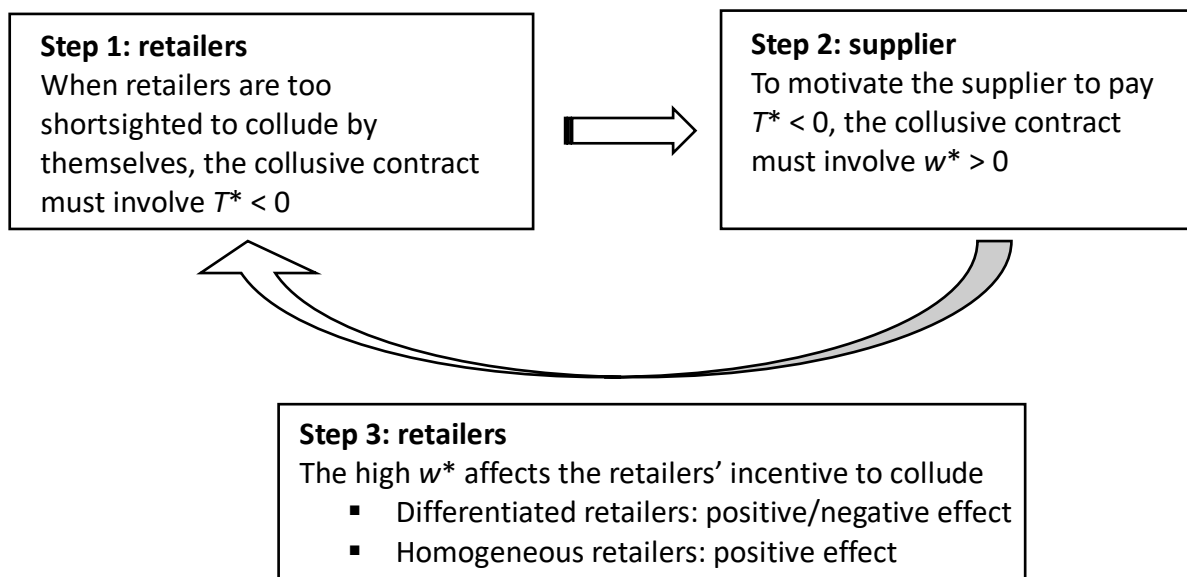 Step 1: retailers
When retailers are too
shortsighted to collude by
themselves, the collusive contract
must involve T* < 0
Step 2: supplier
To motivate the supplier to pay
T* < 0, the collusive contract
must involve w* > 0
Step 3: retailers
The high w* affects the retailers’ incentive to collude
▪ Differentiated retailers: positive/negative effect
▪ Homogeneous retailers: positive effect